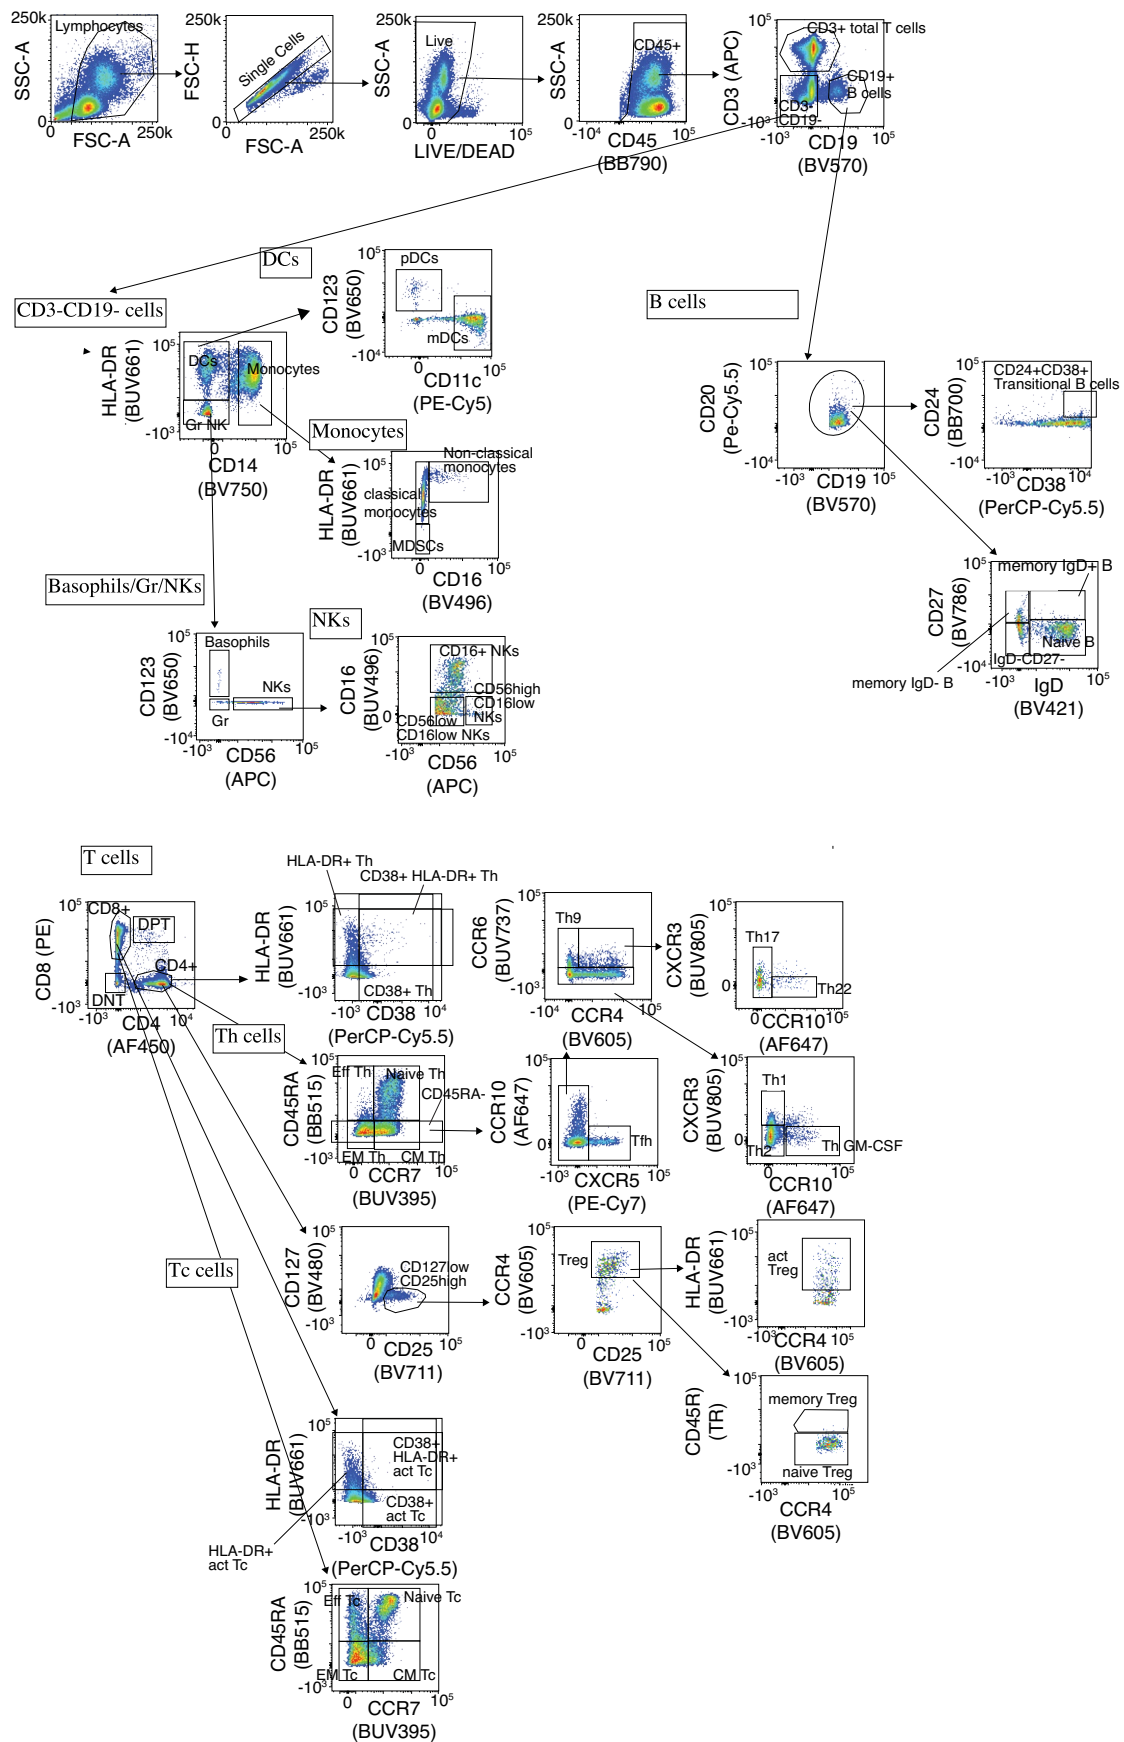 250k
SSC-A
0
Lymphocytes
FSC-A
250k
250k
FSC-H
0
Single Cells
0
FSC-A
250k
250k
SSC-A
0
Live
0
10⁵
LIVE/DEAD
250k
SSC-A
0
CD45+
-10⁴
10⁵
CD45
(BB790)
10⁵
CD3 (APC)
-10³
CD3+ total T cells
CD19+
B cells
CD3-
CD19-
-10³
10⁵
CD19
(BV570)
DCs
CD3-CD19- cells
B cells
10⁵
CD123
(BV650)
-10⁴
pDCs
mDCs
0
10⁵
CD11c
(PE-Cy5)
10⁵
HLA-DR
(BUV661)
-10³
DCs
Monocytes
Gr NK
0
10⁵
CD14
(BV750)
Monocytes
10⁵
HLA-DR
(BUV661)
-10³
Non-classical
monocytes
classical
monocytes
MDSCs
0
10⁵
CD16
(BV496)
10⁵
CD20
(Pe-Cy5.5)
-10⁴
-10³
10⁵
CD19
(BV570)
10⁵
CD24
(BB700)
-10⁴
CD24+CD38+
Transitional B cells
-10³
10⁴
CD38
(PerCP-Cy5.5)
10⁵
CD27
(BV786)
-10⁴
memory IgD+ B
Naive B
IgD-CD27-
memory IgD- B
-10³
10⁵
IgD
(BV421)
Basophils/Gr/NKs
NKs
10⁵
CD123
(BV650)
-10⁴
Basophils
NKs
Gr
-10³
10⁵
CD56
(APC)
10⁵
CD16
(BUV496)
0
CD16+ NKs
CD56high
CD16low
NKs
CD56low
CD16low NKs
-10³
10⁵
CD56
(APC)
T cells
10⁵
CD8 (PE)
-10³
CD8+
DPT
CD4+
DNT
-10³
10⁴
CD4
(AF450)
HLA-DR+ Th
CD38+ HLA-DR+ Th
10⁵
HLA-DR
(BUV661)
-10³
CD38+ Th
-10³
10⁴
CD38
(PerCP-Cy5.5)
10⁵
CCR6
(BUV737)
-10³
Th9
-10⁴
10⁵
CCR4
(BV605)
10⁵
CXCR3
(BUV805)
0
Th17
Th22
0
10⁵
CCR10
(AF647)
Th cells
10⁵
CD45RA
(BB515)
-10³
Eff Th
Naive Th
CD45RA-
EM Th
CM Th
0
10⁵
CCR7
(BUV395)
10⁵
CCR10
(AF647)
0
Tfh
-10³
10⁵
CXCR5
(PE-Cy7)
10⁵
CXCR3
(BUV805)
0
Th1
Th2
Th GM-CSF
0
10⁵
CCR10
(AF647)
Tc cells
10⁵
CD127
(BV480)
-10³
CD127low
CD25high
0
10⁵
CD25
(BV711)
10⁵
CCR4
(BV605)
-10³
Treg
0
10⁵
CD25
(BV711)
10⁵
HLA-DR
(BUV661)
-10³
act
Treg
-10³
10⁵
CCR4
(BV605)
10⁵
CD45R)
(TR)
-10³
memory Treg
naive Treg
-10³
10⁵
CCR4
(BV605)
10⁵
HLA-DR
(BUV661)
-10³
CD38+
HLA-DR+
act Tc
CD38+
act Tc
HLA-DR+
act Tc
-10³
10⁴
CD38
(PerCP-Cy5.5)
10⁵
CD45RA
(BB515)
-10³
Eff Tc
Naive Tc
EM Tc
CM Tc
0
10⁵
CCR7
(BUV395)